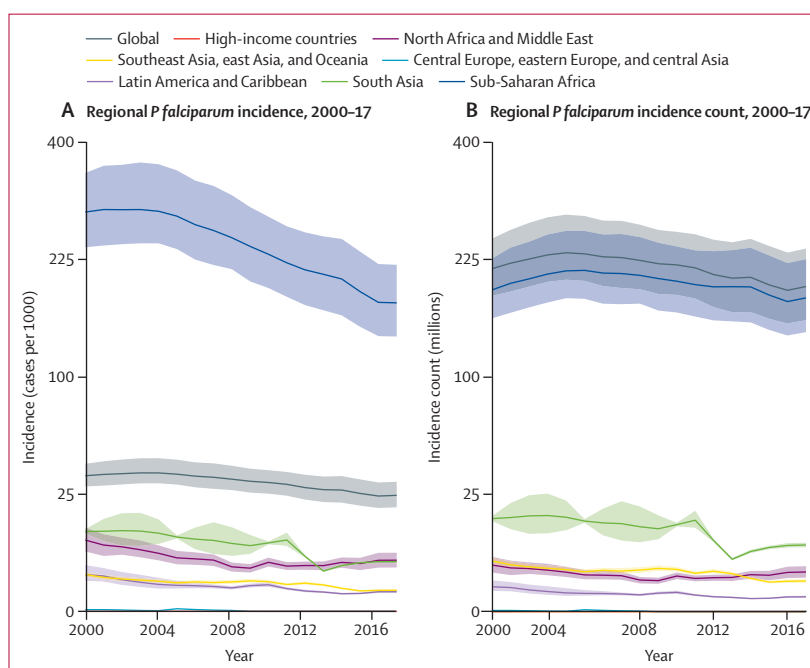 Global High-income countries North Africa and Middle East
Southeast Asia, east Asia, and Oceania Central Europe, eastern Europe, and central Asia
Latin America and Caribbean South Asia Sub-Saharan Africa
A Regional P falciparum incidence, 2000–17
400
225
100
25
0
Incidence (cases per 1000)
2000 2004 2008 2012 2016
Year
B Regional P falciparum incidence count, 2000–17
400
225
100
25
0
Incidence count (millions)
2000 2004 2008 2012 2016
Year